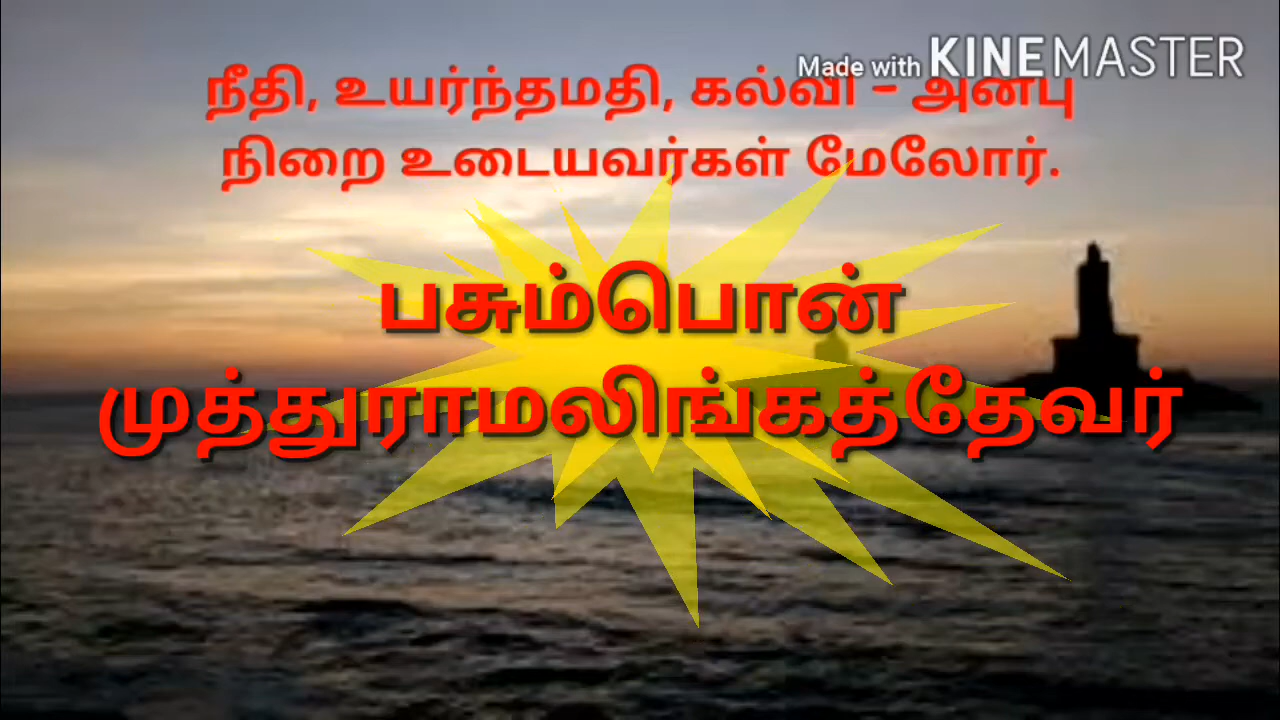 Made with KINEMASTER
நீதி, உயர்ந்தமதி, கல்வி - அன்பு
நிறை உடையவர்கள் மேலோர்.
பசும்பொன்
முத்துராமலிங்கத்தேவர்